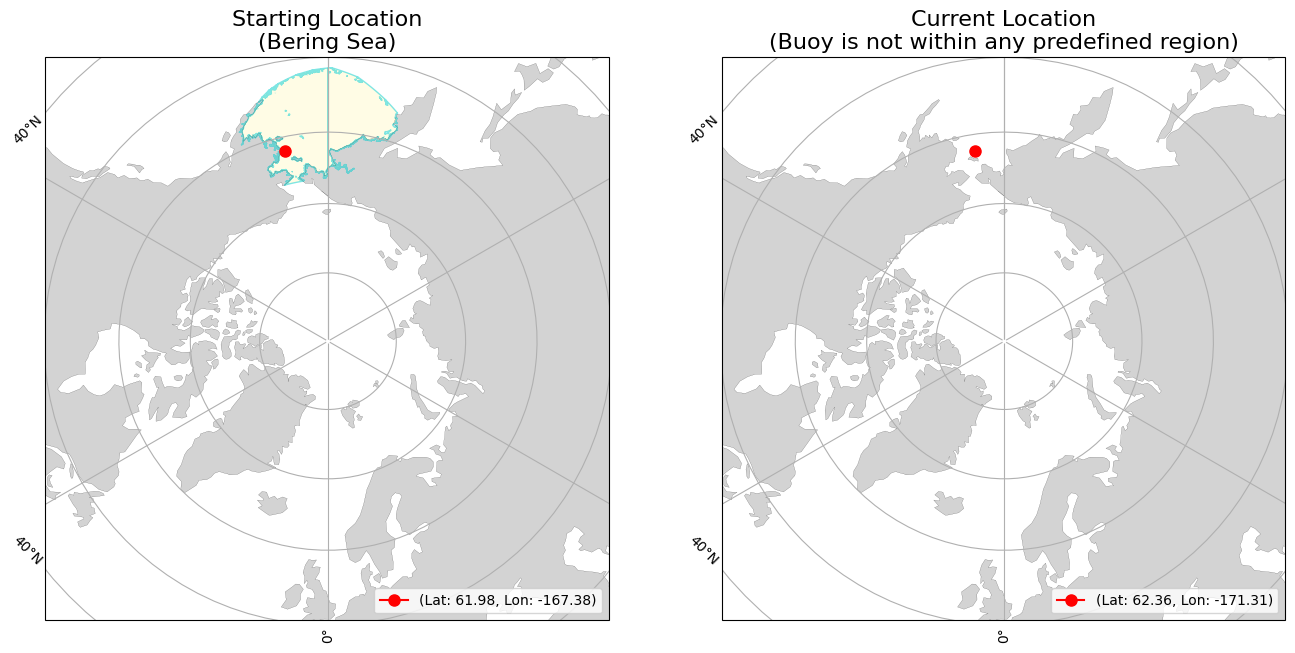 Starting Location
(Bering Sea)
40°N
40°N
0°
(Lat: 61.98, Lon: -167.38)
Current Location
(Buoy is not within any predefined region)
40°N
40°N
0°
(Lat: 62.36, Lon: -171.31)